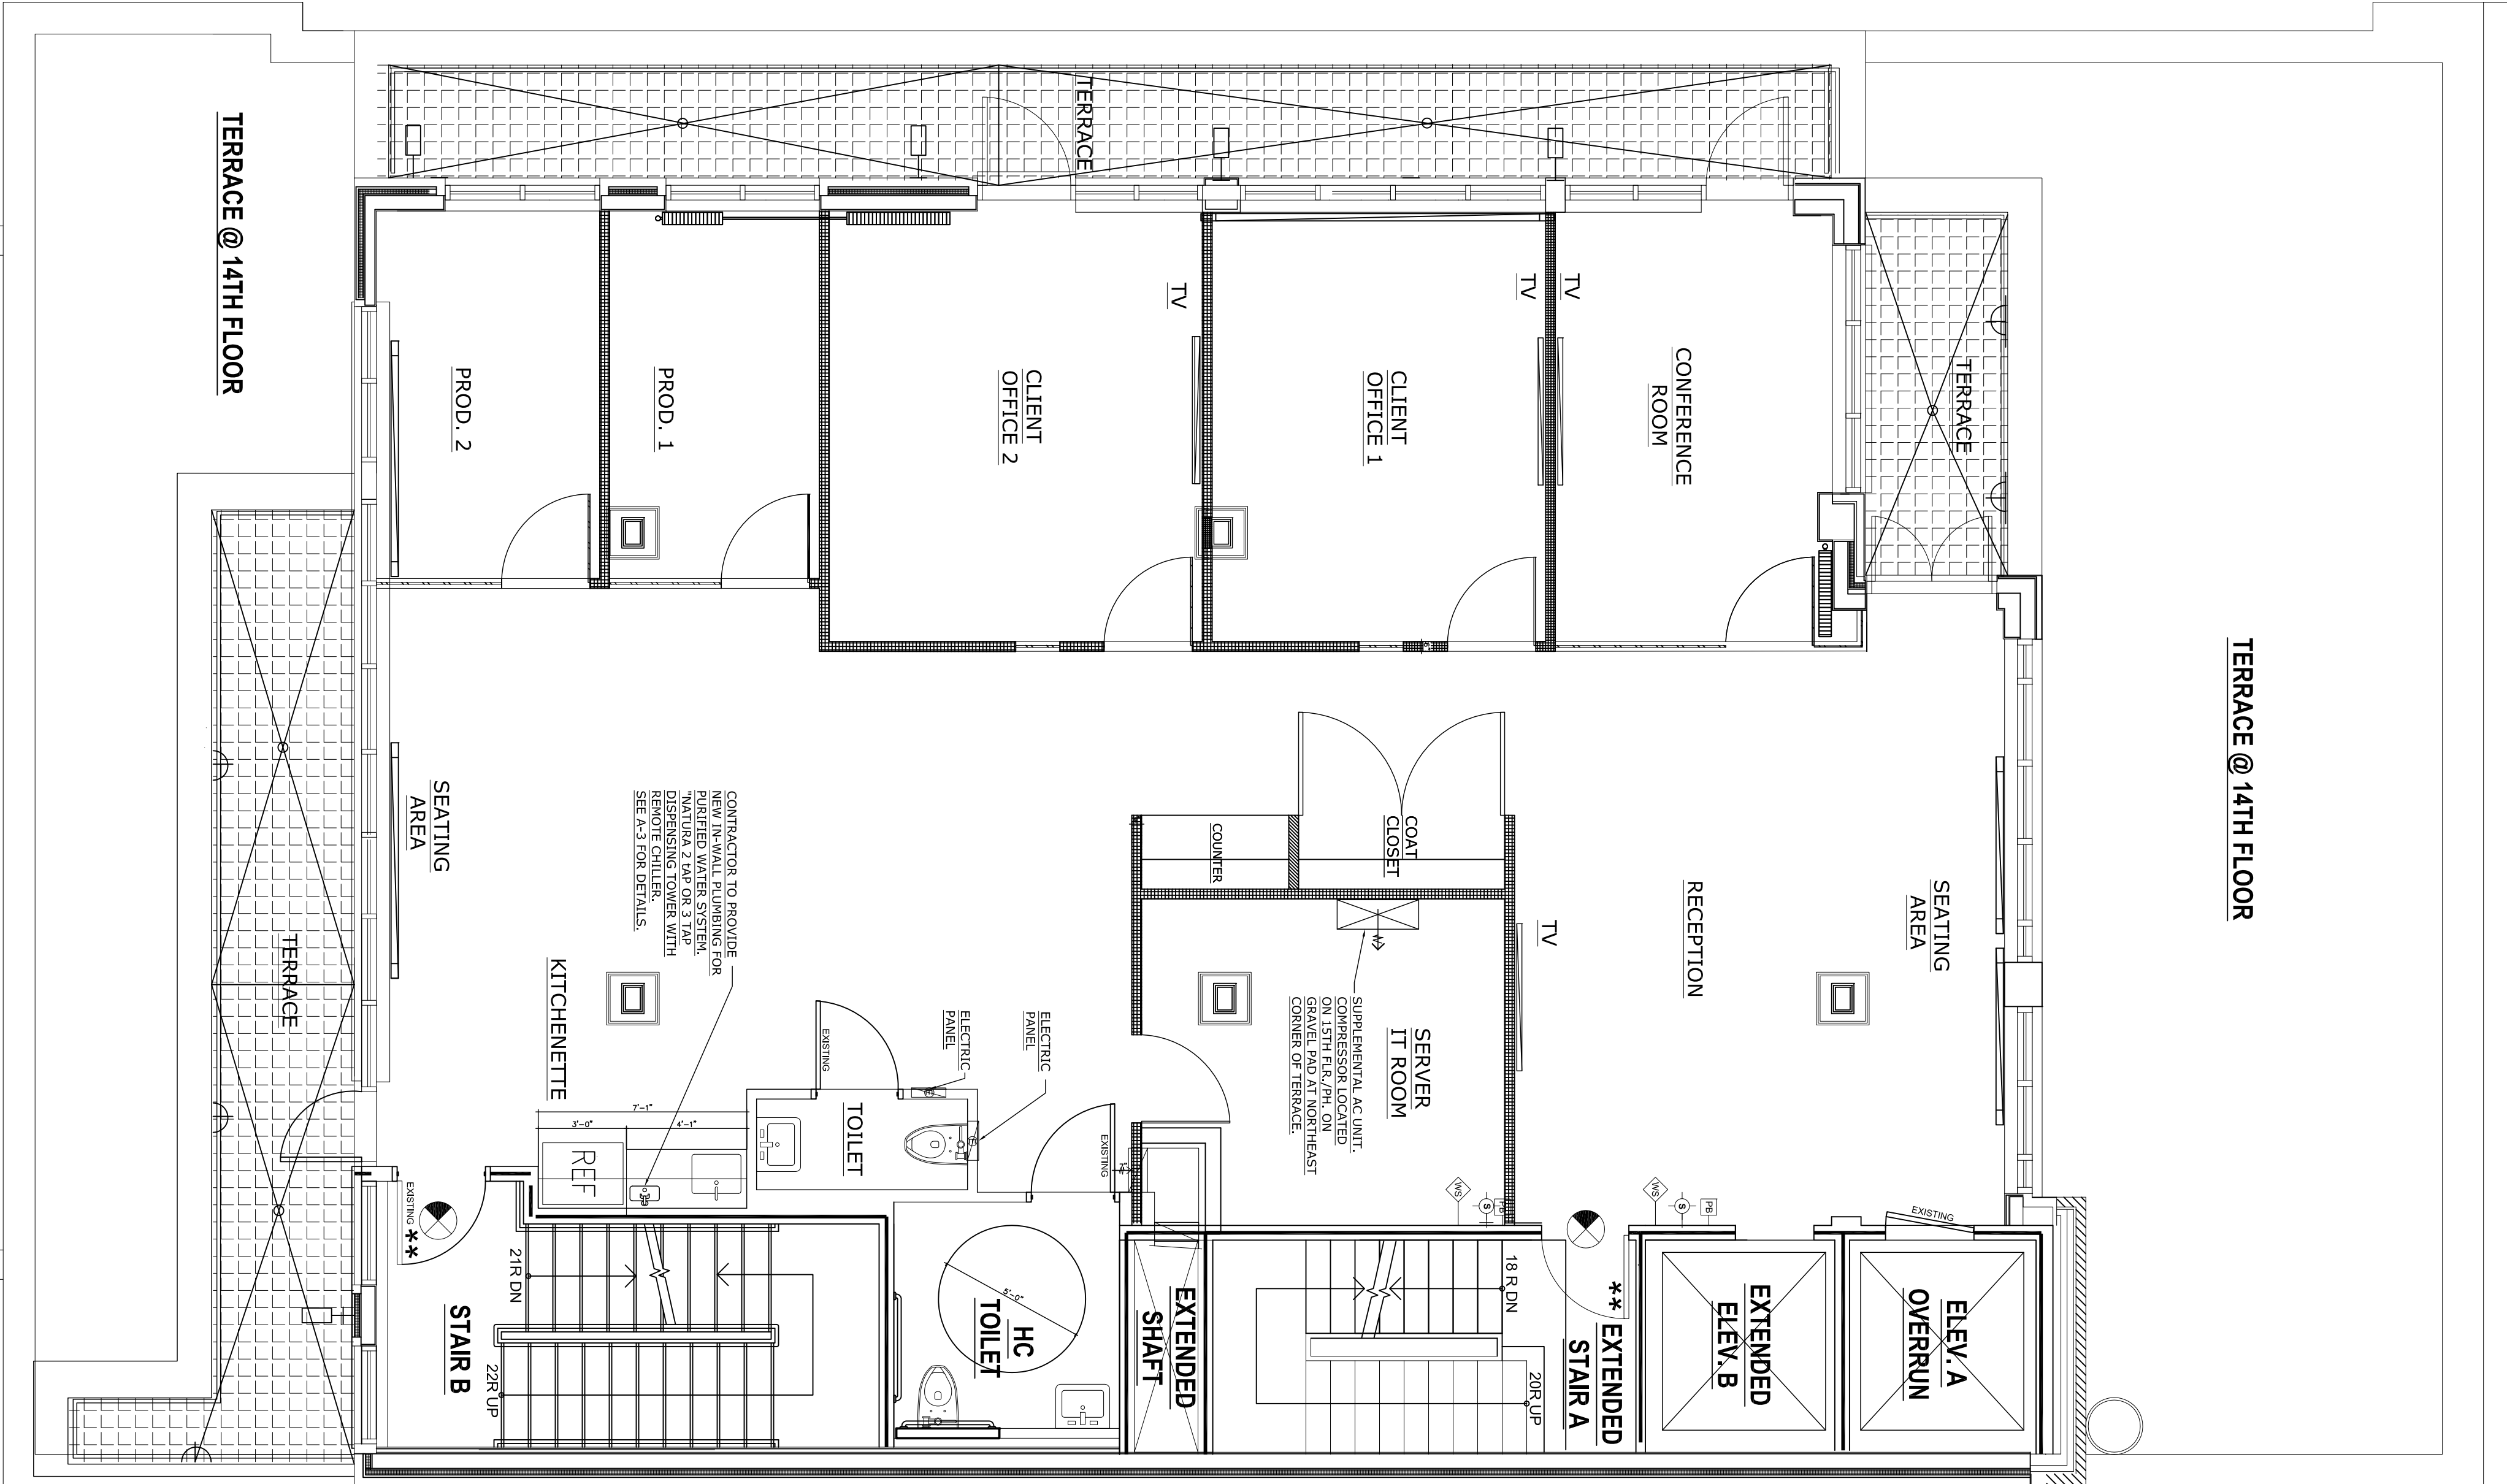 TERRACE @ 14TH FLOOR
TERRACE @ 14TH FLOOR
TERRACE
TERRACE
TERRACE
PROD. 2
PROD. 1
CLIENT
OFFICE 2
TV
CLIENT
OFFICE 1
TV
TV
CONFERENCE
ROOM
SEATING
AREA
CONTRACTOR TO PROVIDE
NEW IN-WALL PLUMBING FOR
PURIFIED WATER SYSTEM.
"NATURA 2 tAP OR 3 TAP
DISPENSING TOWER WITH
REMOTE CHILLER.
SEE A-3 FOR DETAILS.
KITCHENETTE
COUNTER
COAT
CLOSET
TV
RECEPTION
SEATING
AREA
SUPPLEMENTAL AC UNIT.
COMPRESSOR LOCATED
ON 15TH FLR./PH. ON
GRAVEL PAD AT NORTHEAST
CORNER OF TERRACE.
SERVER
IT ROOM
ELECTRIC
PANEL
ELECTRIC
PANEL
EXISTING
TOILET
EXISTING
7'-1"
3'-0"
4'-1"
REF
EXISTING
**
21R DN
22R UP
STAIR B
5'-0"
HC
TOILET
EXTENDED
SHAFT
18 R DN
20R UP
** EXTENDED
STAIR A
WS
S
PB
WS
S
PB
EXISTING
EXTENDED
ELEV. B
ELEV. A
OVERRUN